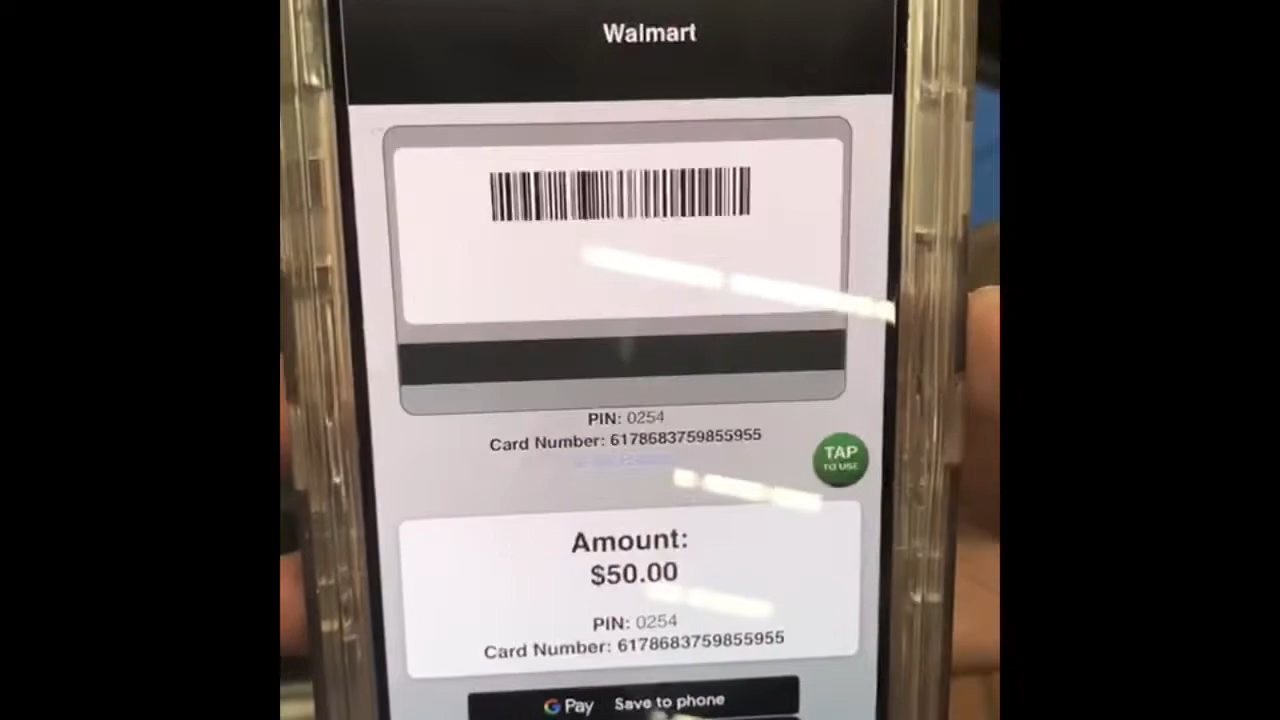 Walmart
PIN: 0254
Card Number: 6178683759855955
TAP
TO USE
Amount:
$50.00
PIN: 0254
Card Number: 6178683759855955
G Pay Save to phone